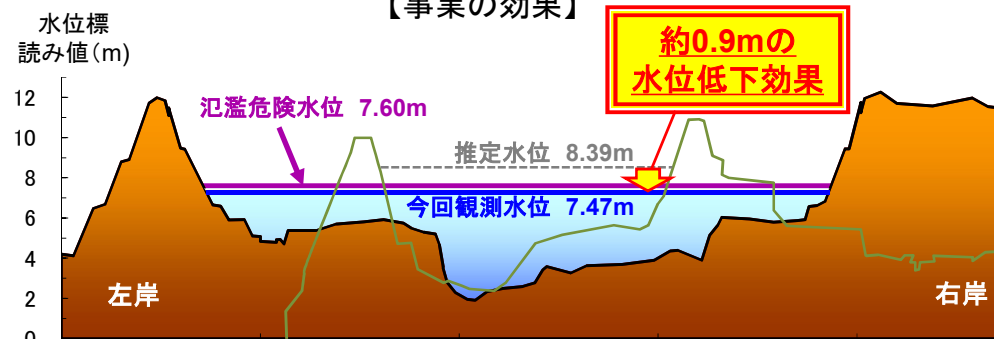 【事業の効果】
水位標
読み値（m）
約0.9mの
水位低下効果
氾濫危険水位 7.60m
推定水位 8.39m
今回観測水位 7.47m
12
10
8
6
4
2
0
左岸
右岸